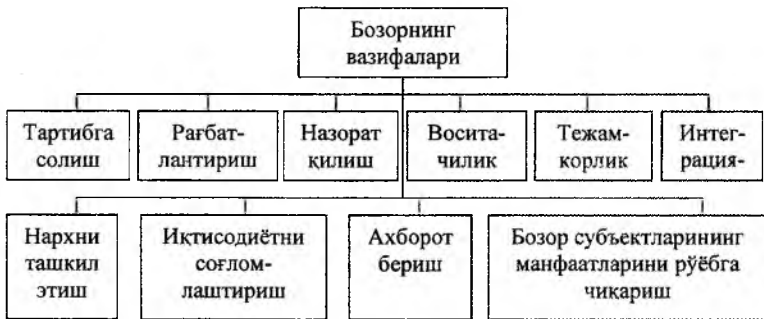 Бозорнинг
вазифалари
Тартибга
солиш
Рағбат-
лантириш
Назорат
қилиш
Восита-
чилик
Тежам-
корлик
Интег-
рация-
Нархни
ташкил
этиш
Иқтисодиётни
соғлом-
лаштириш
Ахборот
бериш
Бозор субъектларининг
манфаатларини рўёбга
чиқариш